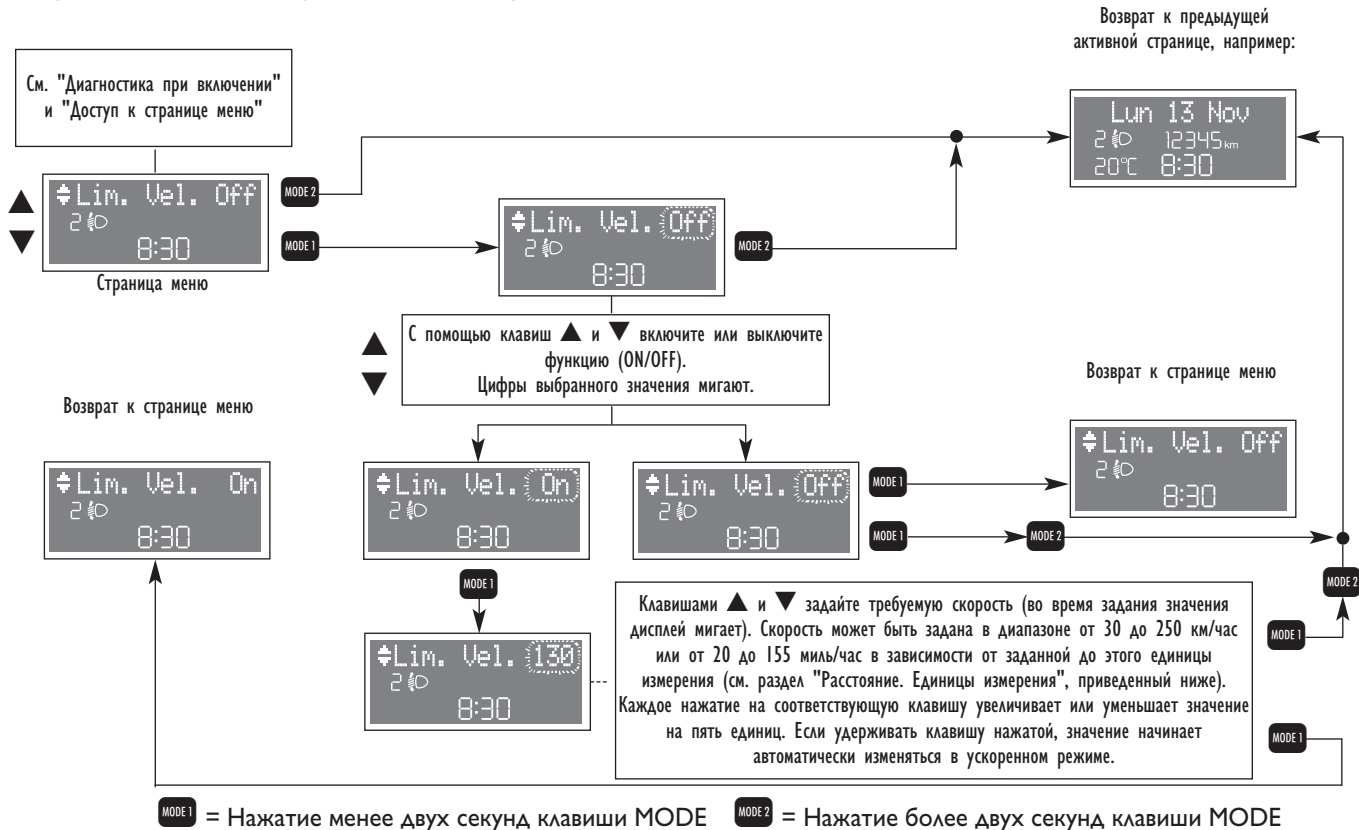 Возврат к предыдущей
активной странице, например:
См. "Диагностика при включении"
и "Доступ к странице меню"
Lun 13 Nov
2 12345 km
20°C 8:30
Lim. Vel. Off
2
8:30
MODE 2
MODE 1
Страница меню
Lim. Vel. Off
2
8:30
MODE 2
С помощью клавиш ▲ и ▼ включите или выключите
функцию (ON/OFF).
Цифры выбранного значения мигают.
Возврат к странице меню
Lim. Vel. On
2
8:30
Lim. Vel. On
2
8:30
Lim. Vel. Off
2
8:30
MODE 1
MODE 1
MODE 2
Возврат к странице меню
Lim. Vel. Off
2
8:30
MODE 1
Lim. Vel. 130
2
8:30
Клавишами ▲ и ▼ задайте требуемую скорость (во время задания значения
дисплей мигает). Скорость может быть задана в диапазоне от 30 до 250 км/час
или от 20 до 155 миль/час в зависимости от заданной до этого единицы
измерения (см. раздел "Расстояние. Единицы измерения", приведенный ниже).
Каждое нажатие на соответствующую клавишу увеличивает или уменьшает значение
на пять единиц. Если удерживать клавишу нажатой, значение начинает
автоматически изменяться в ускоренном режиме.
MODE 1
MODE 2
MODE 1
MODE 1 = Нажатие менее двух секунд клавиши MODE MODE 2 = Нажатие более двух секунд клавиши MODE